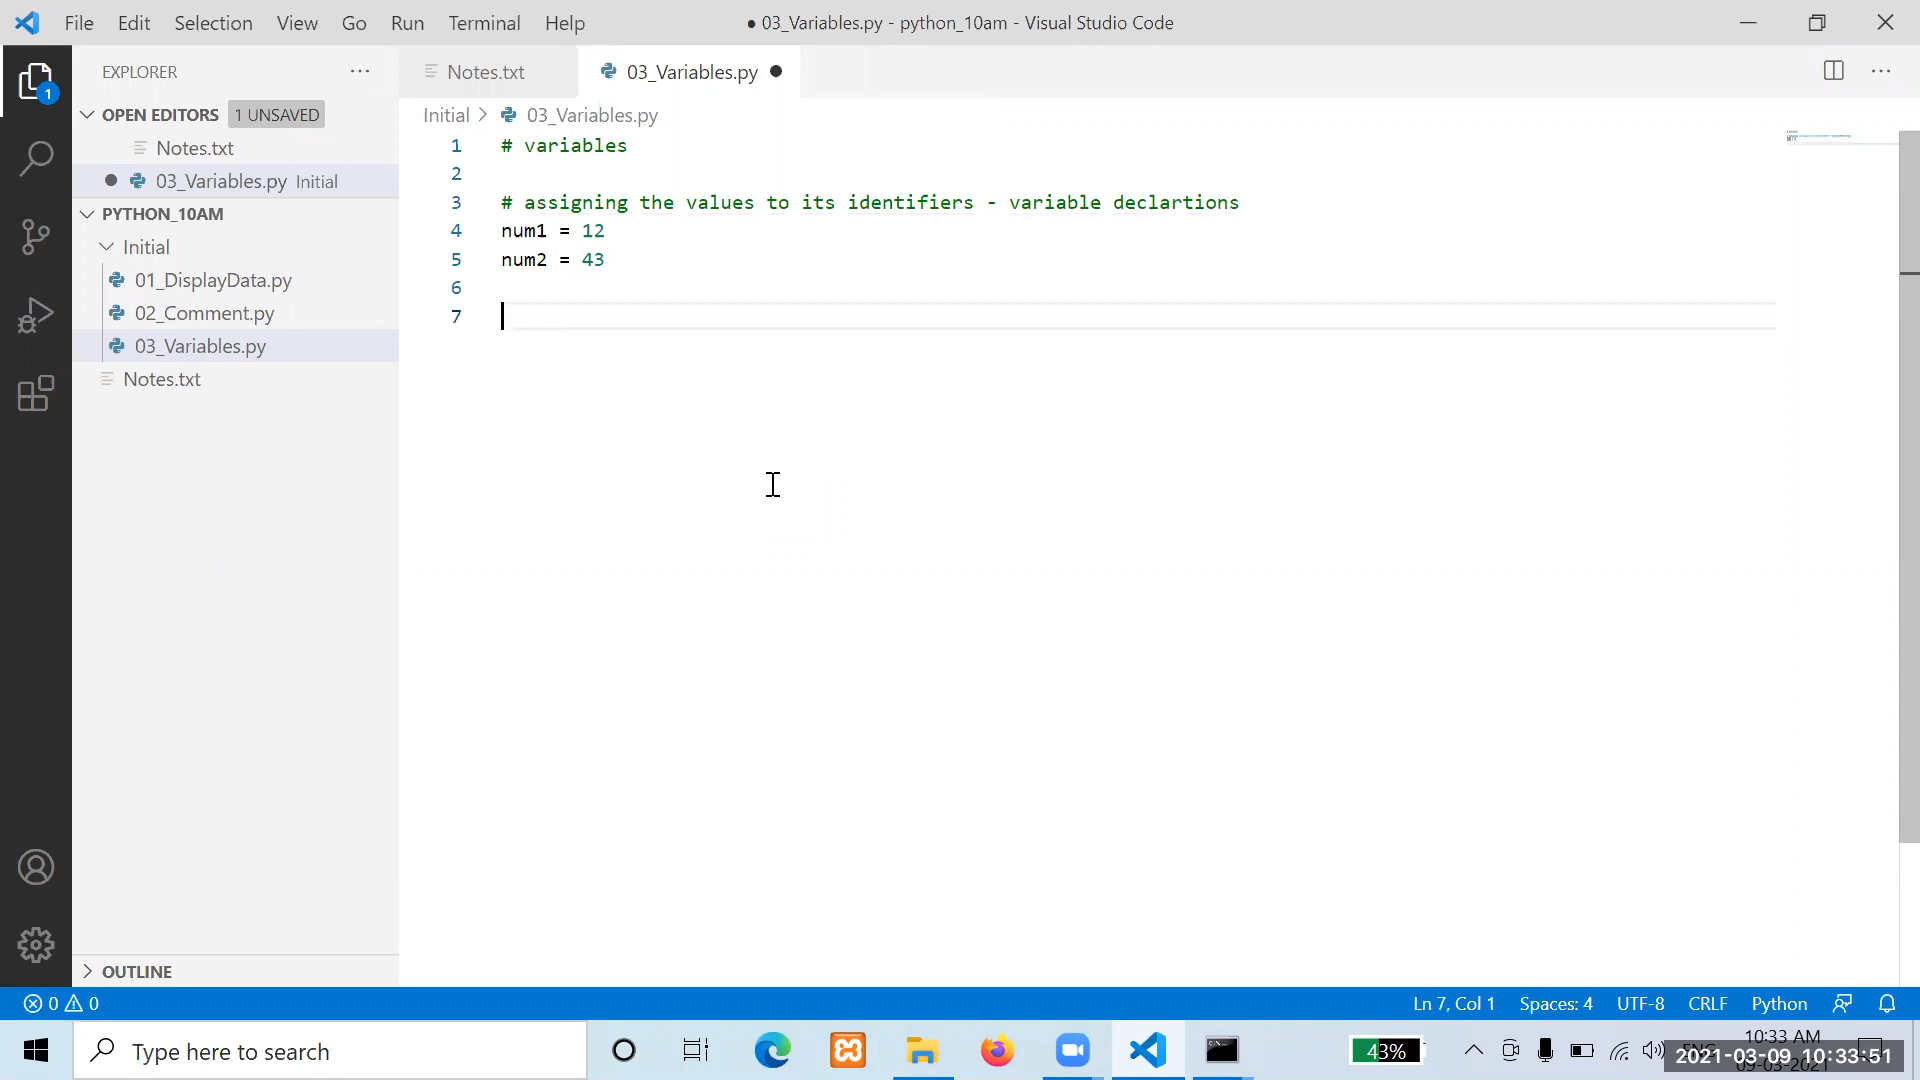 File Edit Selection View Go Run Terminal Help
● 03_Variables.py - python_10am - Visual Studio Code
EXPLORER
1
OPEN EDITORS 1 UNSAVED
Notes.txt
03_Variables.py Initial
PYTHON_10AM
Initial
01_DisplayData.py
02_Comment.py
03_Variables.py
Notes.txt
OUTLINE
Notes.txt 03_Variables.py
Initial > 03_Variables.py
1 # variables
2
3 # assigning the values to its identifiers - variable declartions
4 num1 = 12
5 num2 = 43
6
7
0 0
Ln 7, Col 1 Spaces: 4 UTF-8 CRLF Python
Type here to search
43%
10:33 AM
2021-03-09 10:33:51